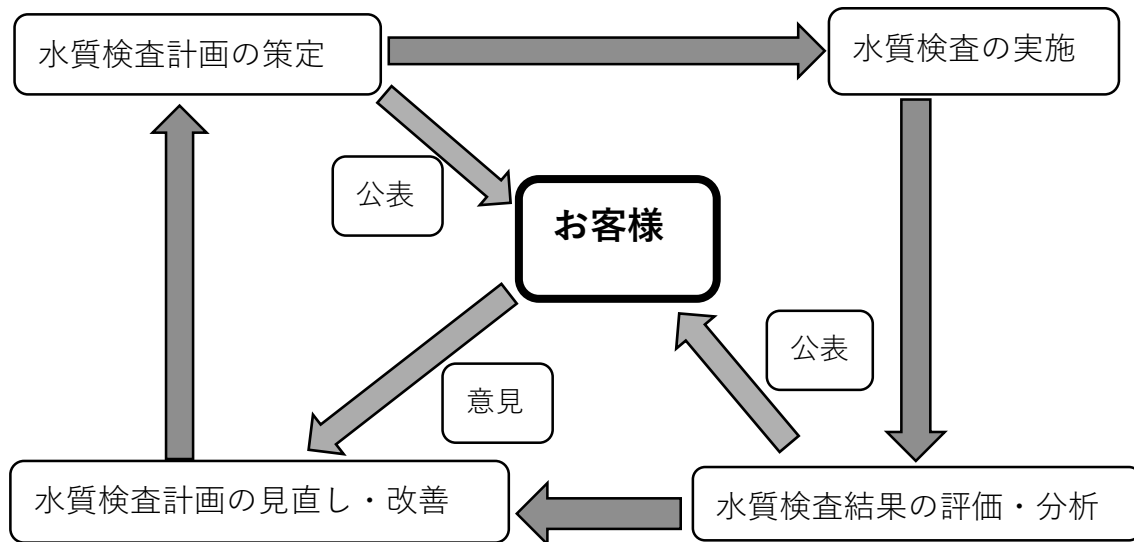 水質検査計画の策定
水質検査の実施
公表
お客様
公表
意見
水質検査計画の見直し・改善
水質検査結果の評価・分析